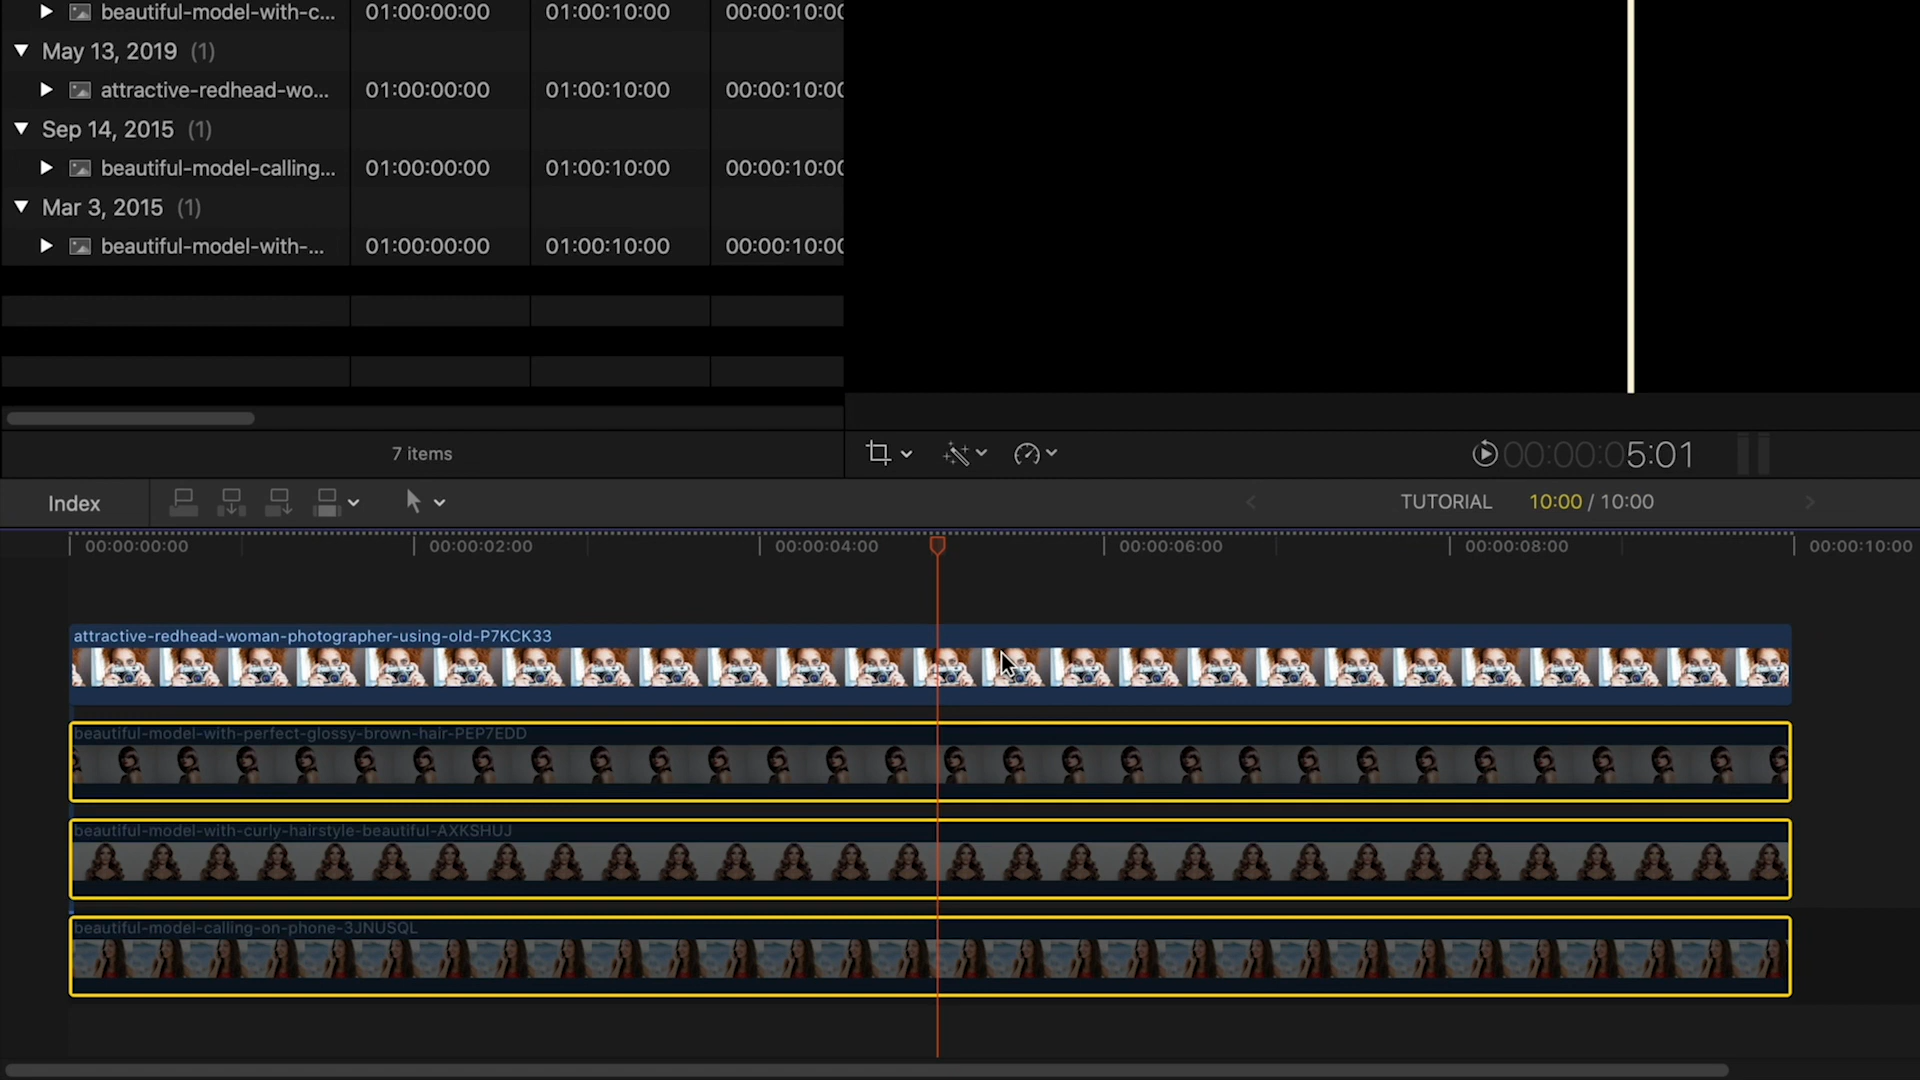 beautiful-model-with-c... 01:00:00:00 01:00:10:00 00:00:10:00
May 13, 2019 (1)
attractive-redhead-wo... 01:00:00:00 01:00:10:00 00:00:10:00
Sep 14, 2015 (1)
beautiful-model-calling... 01:00:00:00 01:00:10:00 00:00:10:00
Mar 3, 2015 (1)
beautiful-model-with-... 01:00:00:00 01:00:10:00 00:00:10:00
7 items
00:00:05:01
Index
TUTORIAL 10:00 / 10:00
00:00:00:00 00:00:02:00 00:00:04:00 00:00:06:00 00:00:08:00 00:00:10:00
attractive-redhead-woman-photographer-using-old-P7KCK33
beautiful-model-with-perfect-glossy-brown-hair-PEP7EDD
beautiful-model-with-curly-hairstyle-beautiful-AXKSHUJ
beautiful-model-calling-on-phone-3JNUSQL